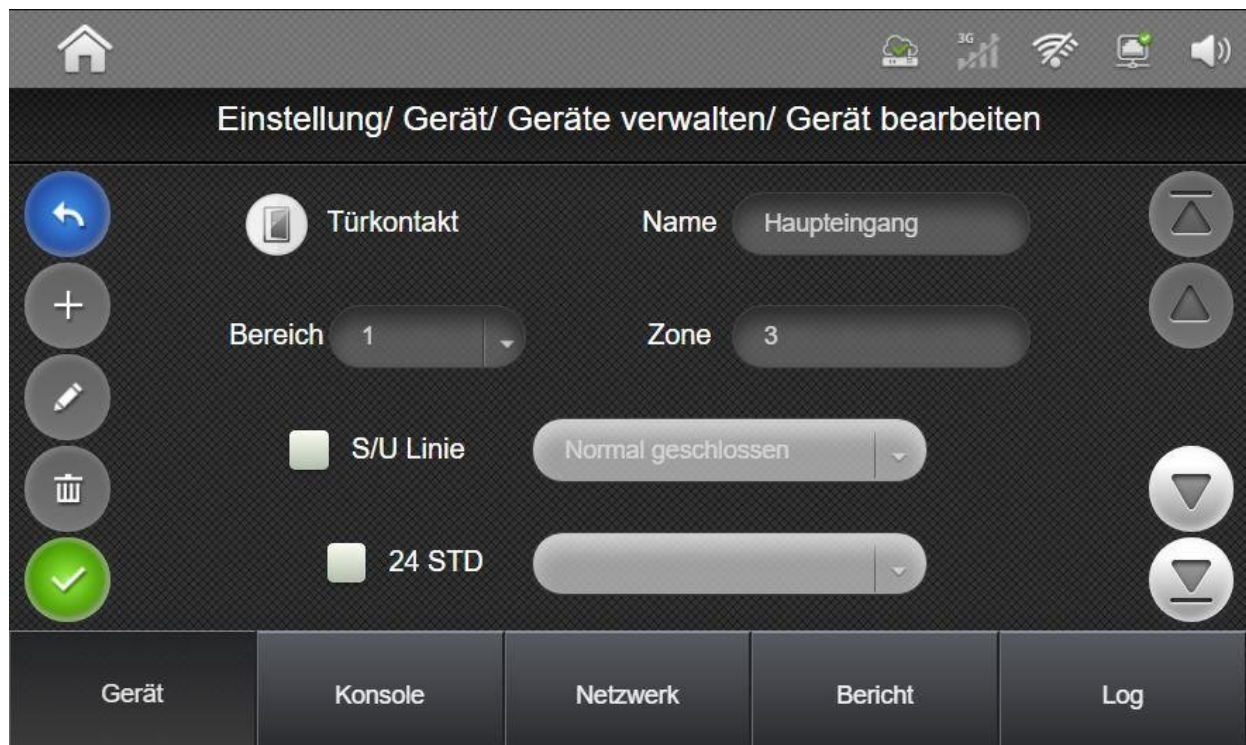 3G
Einstellung/ Gerät/ Geräte verwalten/ Gerät bearbeiten
Türkontakt Name Haupteingang
Bereich 1 Zone 3
S/U Linie Normal geschlossen
24 STD
Gerät Konsole Netzwerk Bericht Log